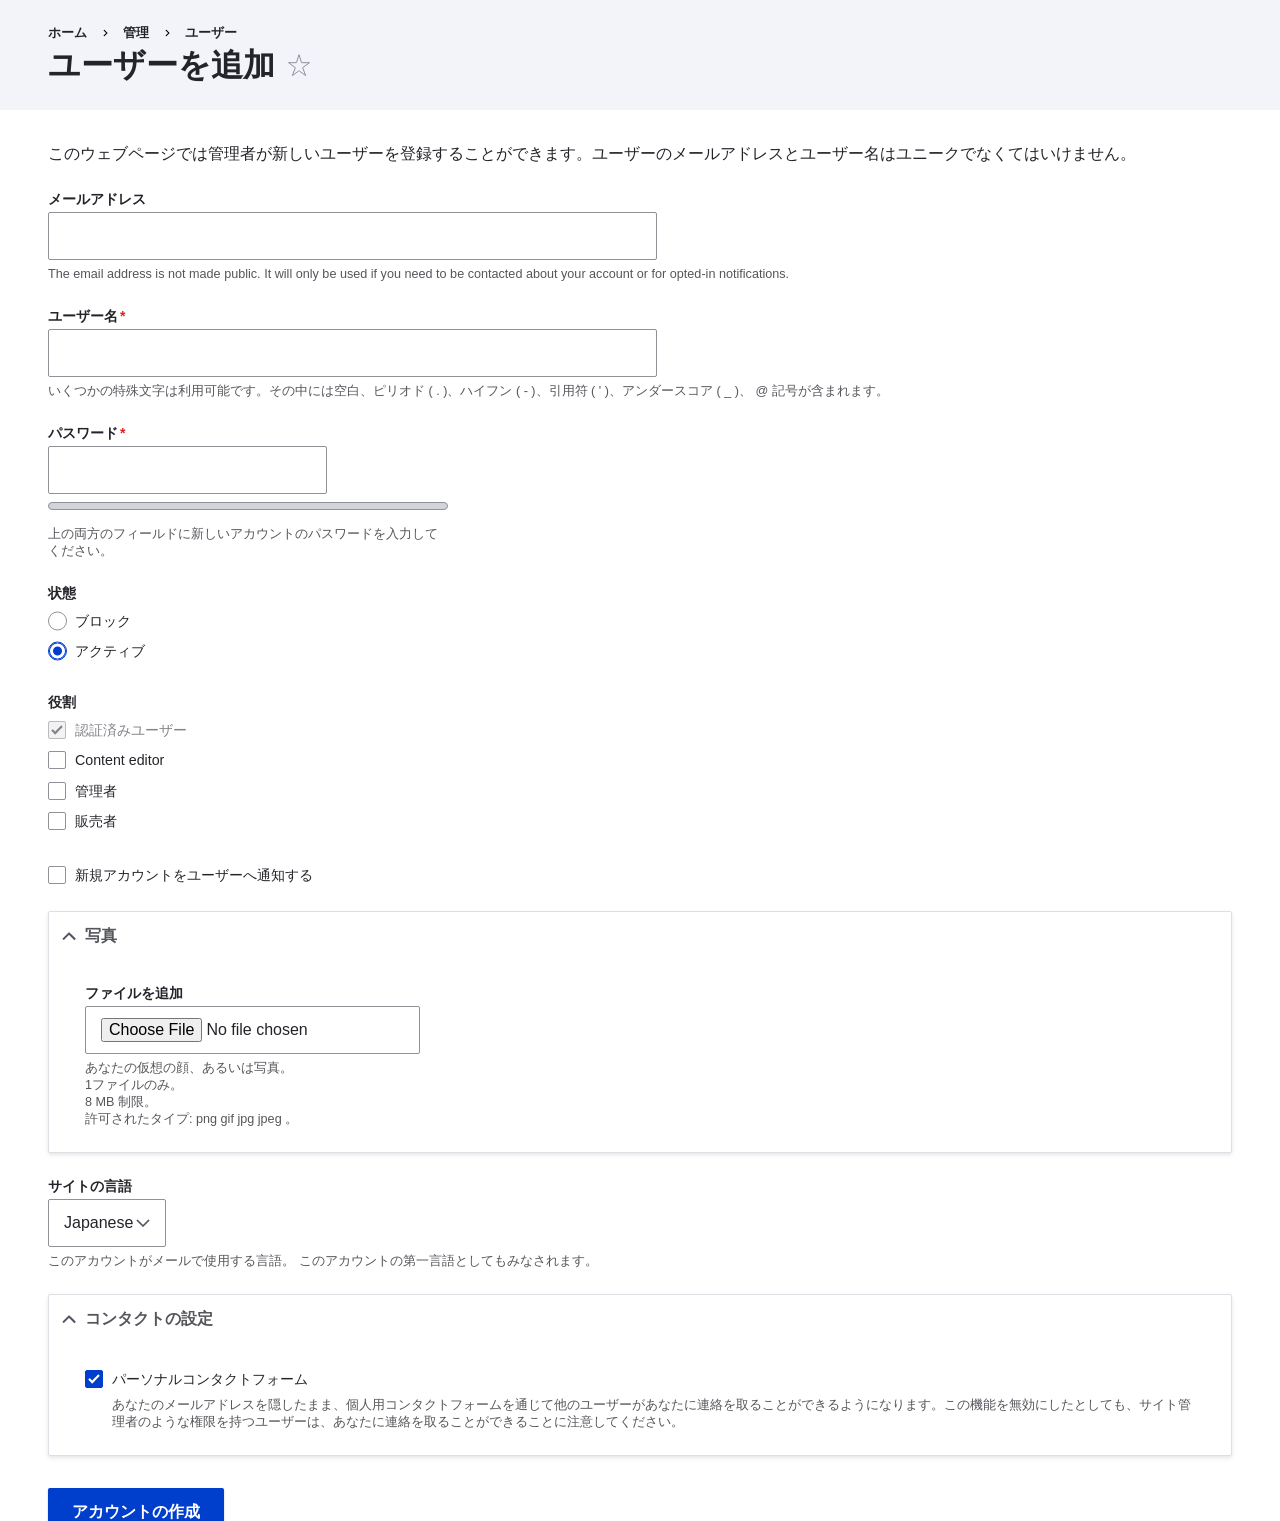 ホーム › 管理 › ユーザー
ユーザーを追加
このウェブページでは管理者が新しいユーザーを登録することができます。ユーザーのメールアドレスとユーザー名はユニークでなくてはいけません。
メールアドレス
The email address is not made public. It will only be used if you need to be contacted about your account or for opted-in notifications.
ユーザー名*
いくつかの特殊文字は利用可能です。その中には空白、ピリオド ( . )、ハイフン ( - )、引用符 ( ' )、アンダースコア ( _ )、 @ 記号が含まれます。
パスワード*
上の両方のフィールドに新しいアカウントのパスワードを入力して
ください。
状態
ブロック
アクティブ
役割
認証済みユーザー
Content editor
管理者
販売者
新規アカウントをユーザーへ通知する
写真
ファイルを追加
Choose File No file chosen
あなたの仮想の顔、あるいは写真。
1ファイルのみ。
8 MB 制限。
許可されたタイプ: png gif jpg jpeg 。
サイトの言語
Japanese
このアカウントがメールで使用する言語。 このアカウントの第一言語としてもみなされます。
コンタクトの設定
パーソナルコンタクトフォーム
あなたのメールアドレスを隠したまま、個人用コンタクトフォームを通じて他のユーザーがあなたに連絡を取ることができるようになります。この機能を無効にしたとしても、サイト管
理者のような権限を持つユーザーは、あなたに連絡を取ることができることに注意してください。
アカウントの作成